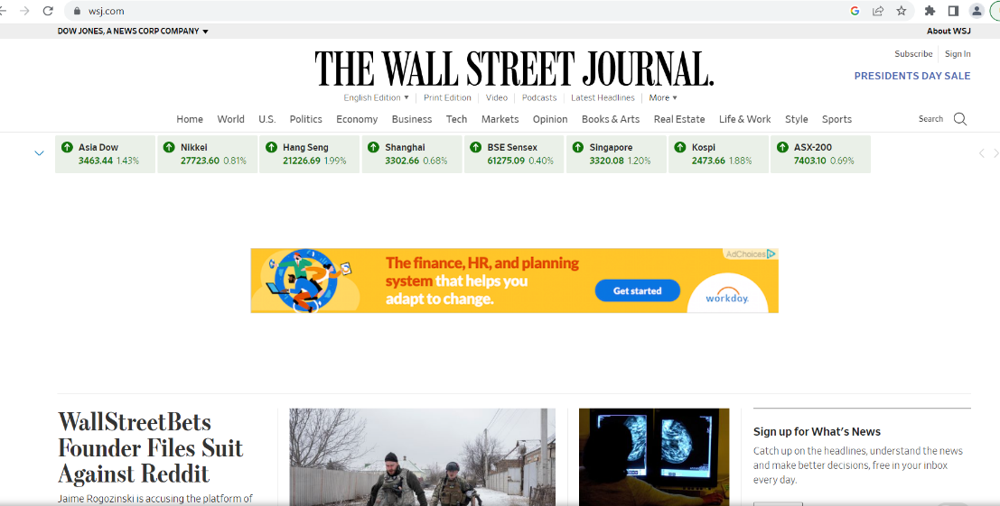 wsj.com
DOW JONES, A NEWS CORP COMPANY
About WSJ
THE WALL STREET JOURNAL.
Subscribe Sign In
PRESIDENTS DAY SALE
English Edition Print Edition Video Podcasts Latest Headlines More
Home World U.S. Politics Economy Business Tech Markets Opinion Books & Arts Real Estate Life & Work Style Sports Search
Asia Dow Nikkei Hang Seng Shanghai BSE Sensex Singapore Kospi ASX-200
3463.44 1.43% 27723.60 0.81% 21226.69 1.99% 3302.66 0.68% 61275.09 0.40% 3320.08 1.20% 2473.66 1.88% 7403.10 0.69%
AdChoices
The finance, HR, and planning
system that helps you
adapt to change.
Get started
workday.
WallStreetBets
Founder Files Suit
Against Reddit
Jaime Rogozinski is accusing the platform of
Sign up for What's News
Catch up on the headlines, understand the news
and make better decisions, free in your inbox
every day.